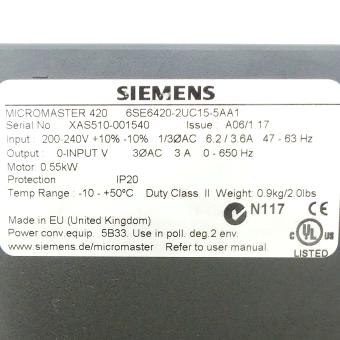 SIEMENS
MICROMASTER 420 6SE6420-2UC15-5AA1
Serial No : XAS510-001540 Issue : A06/1.17
Input : 200-240V +10% -10% 1/3ØAC 6.2 / 3.6A 47 - 63 Hz
Output : 0-INPUT V 3ØAC 3 A 0 - 650 Hz
Motor: 0.55kW
Protection IP20
Temp Range : -10 - +50°C Duty Class II Weight: 0.9kg/2.0lbs
N117 CE
Made in EU (United Kingdom)
Power conv.equip. 5B33. Use in poll. deg.2 env.
www.siemens.de/micromaster Refer to user manual.
C UL US
LISTED